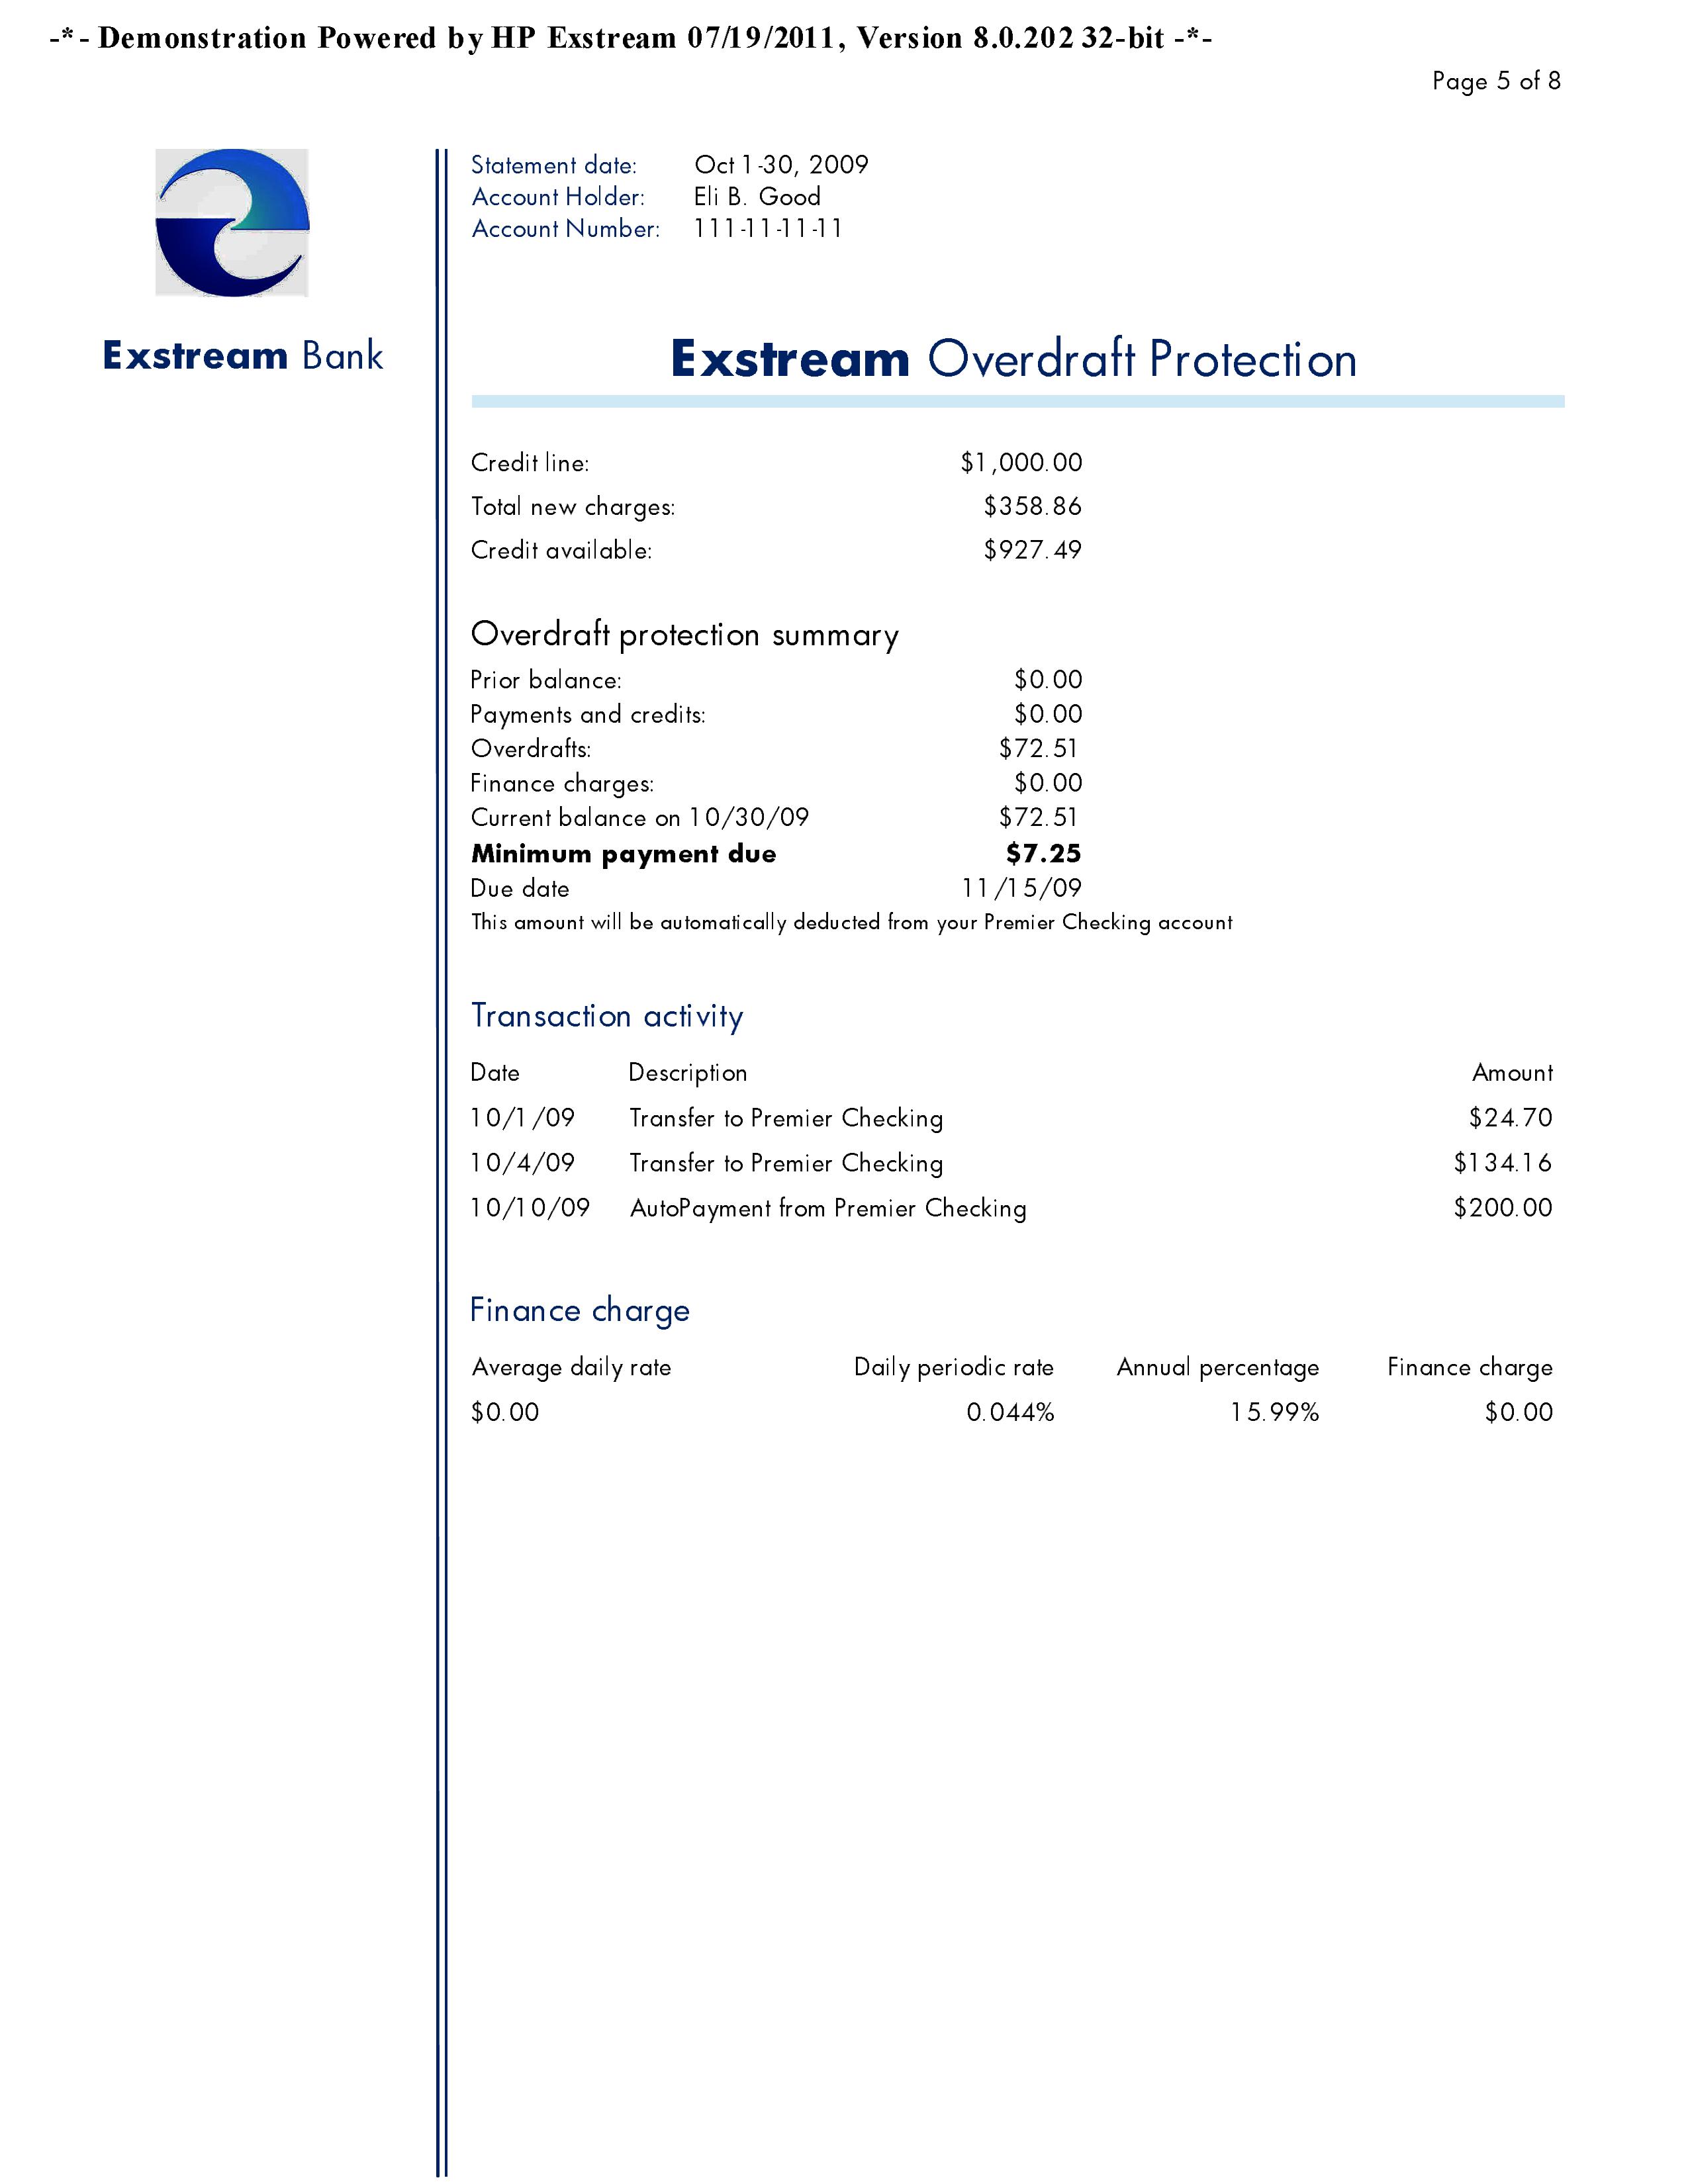 -*- Demonstration Powered by HP Exstream 07/19/2011, Version 8.0.202 32-bit -*-
Page 5 of 8
Statement date: Oct 1-30, 2009
Account Holder: Eli B. Good
Account Number: 111-11-11-11
Exstream Bank
Exstream Overdraft Protection
Credit line: $1,000.00
Total new charges: $358.86
Credit available: $927.49
Overdraft protection summary
Prior balance: $0.00
Payments and credits: $0.00
Overdrafts: $72.51
Finance charges: $0.00
Current balance on 10/30/09 $72.51
Minimum payment due $7.25
Due date 11/15/09
This amount will be automatically deducted from your Premier Checking account
Transaction activity
Date Description Amount
10/1/09 Transfer to Premier Checking $24.70
10/4/09 Transfer to Premier Checking $134.16
10/10/09 AutoPayment from Premier Checking $200.00
Finance charge
Average daily rate Daily periodic rate Annual percentage Finance charge
$0.00 0.044% 15.99% $0.00